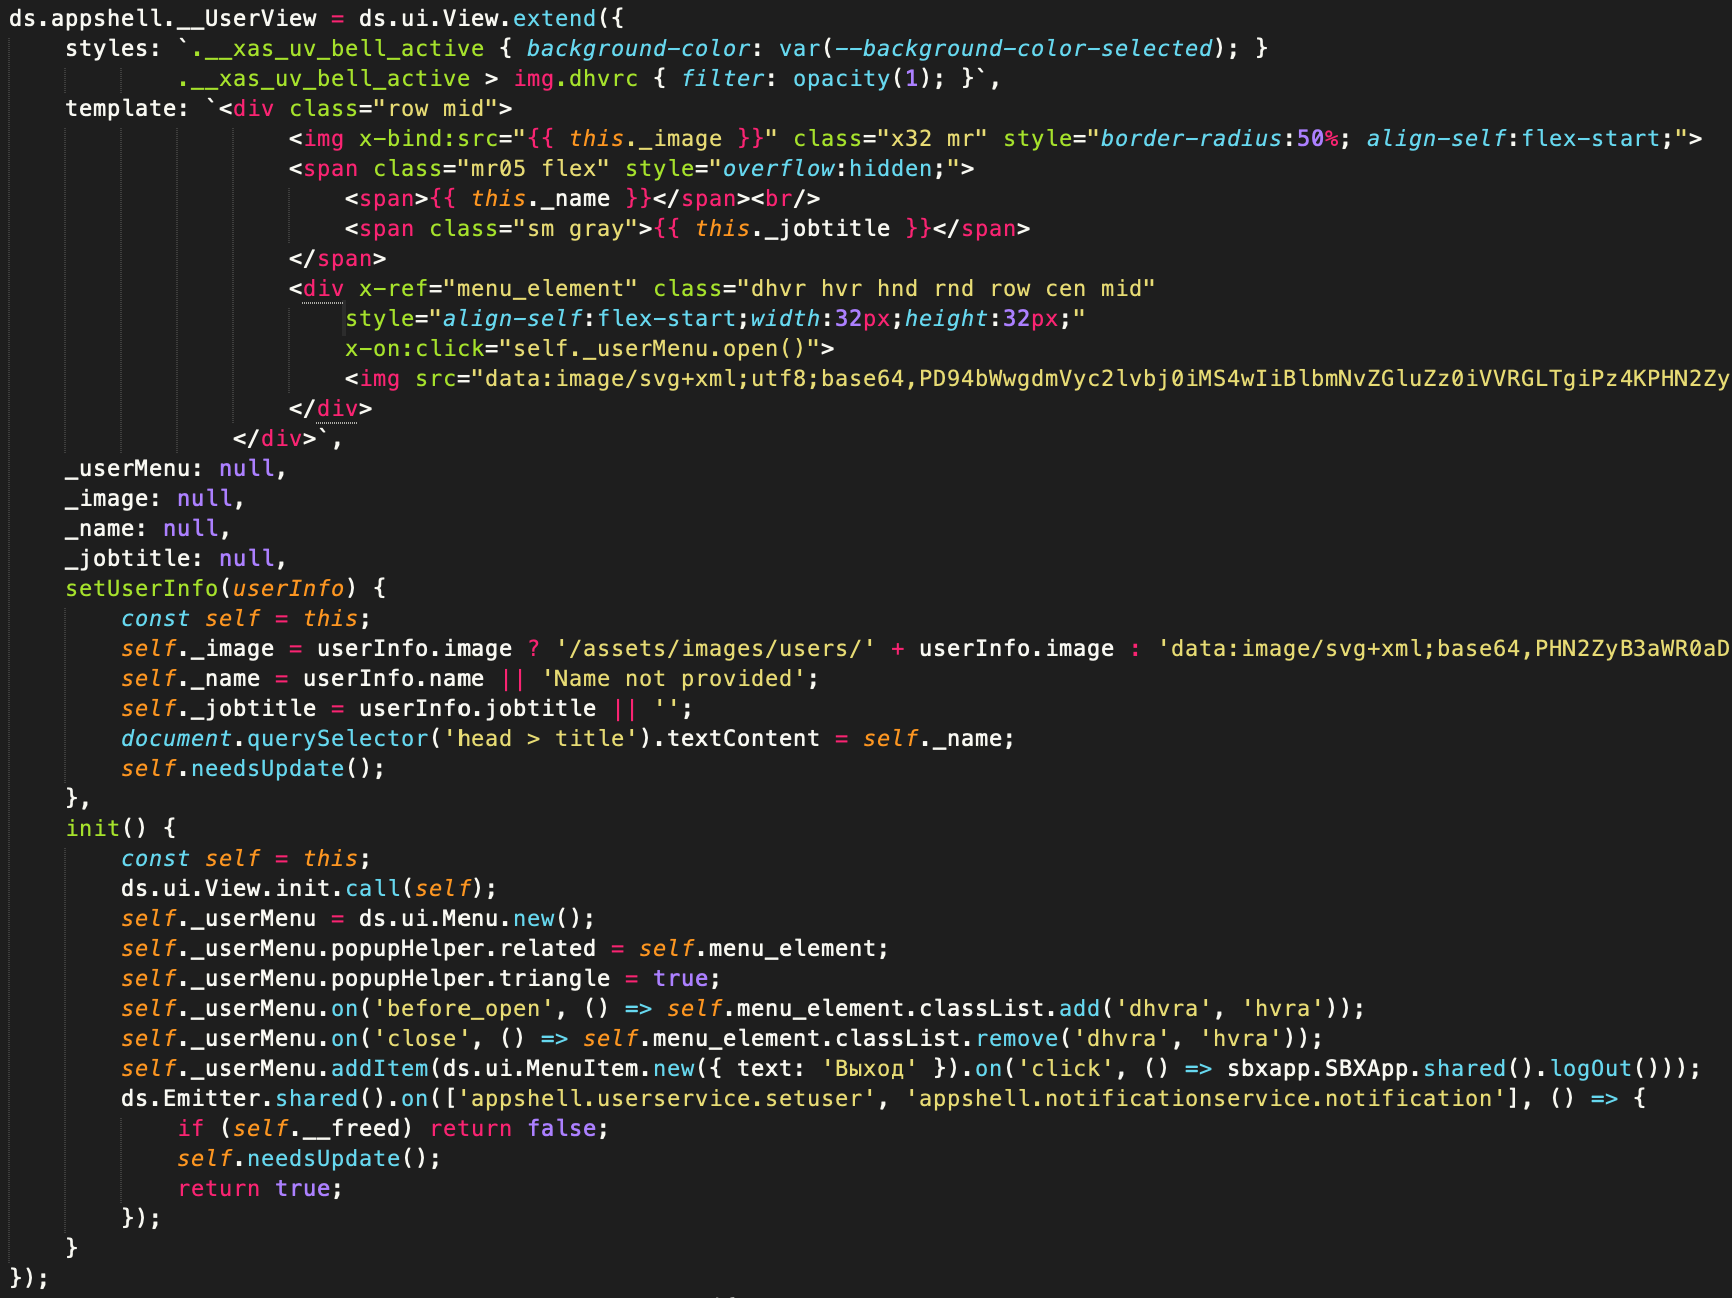 ds.appshell.__UserView = ds.ui.View.extend({
    styles: `.__xas_uv_bell_active { background-color: var(--background-color-selected); }
            .__xas_uv_bell_active > img.dhvrc { filter: opacity(1); }`,
    template: `<div class="row mid">
                    <img x-bind:src="{{ this._image }}" class="x32 mr" style="border-radius:50%; align-self:flex-start;">
                    <span class="mr05 flex" style="overflow:hidden;">
                        <span>{{ this._name }}</span><br/>
                        <span class="sm gray">{{ this._jobtitle }}</span>
                    </span>
                    <div x-ref="menu_element" class="dhvr hvr hnd rnd row cen mid"
                        style="align-self:flex-start;width:32px;height:32px;"
                        x-on:click="self._userMenu.open()">
                        <img src="data:image/svg+xml;utf8;base64,PD94bWwgdmVyc2lvbj0iMS4wIiBlbmNvZGluZz0iVVRGLTgiPz4KPHN2Zy
                    </div>
                </div>`,
    _userMenu: null,
    _image: null,
    _name: null,
    _jobtitle: null,
    setUserInfo(userInfo) {
        const self = this;
        self._image = userInfo.image ? '/assets/images/users/' + userInfo.image : 'data:image/svg+xml;base64,PHN2ZyB3aWR0aD
        self._name = userInfo.name || 'Name not provided';
        self._jobtitle = userInfo.jobtitle || '';
        document.querySelector('head > title').textContent = self._name;
        self.needsUpdate();
    },
    init() {
        const self = this;
        ds.ui.View.init.call(self);
        self._userMenu = ds.ui.Menu.new();
        self._userMenu.popupHelper.related = self.menu_element;
        self._userMenu.popupHelper.triangle = true;
        self._userMenu.on('before_open', () => self.menu_element.classList.add('dhvra', 'hvra'));
        self._userMenu.on('close', () => self.menu_element.classList.remove('dhvra', 'hvra'));
        self._userMenu.addItem(ds.ui.MenuItem.new({ text: 'Выход' }).on('click', () => sbxapp.SBXApp.shared().logOut()));
        ds.Emitter.shared().on(['appshell.userservice.setuser', 'appshell.notificationservice.notification'], () => {
            if (self.__freed) return false;
            self.needsUpdate();
            return true;
        });
    }
});